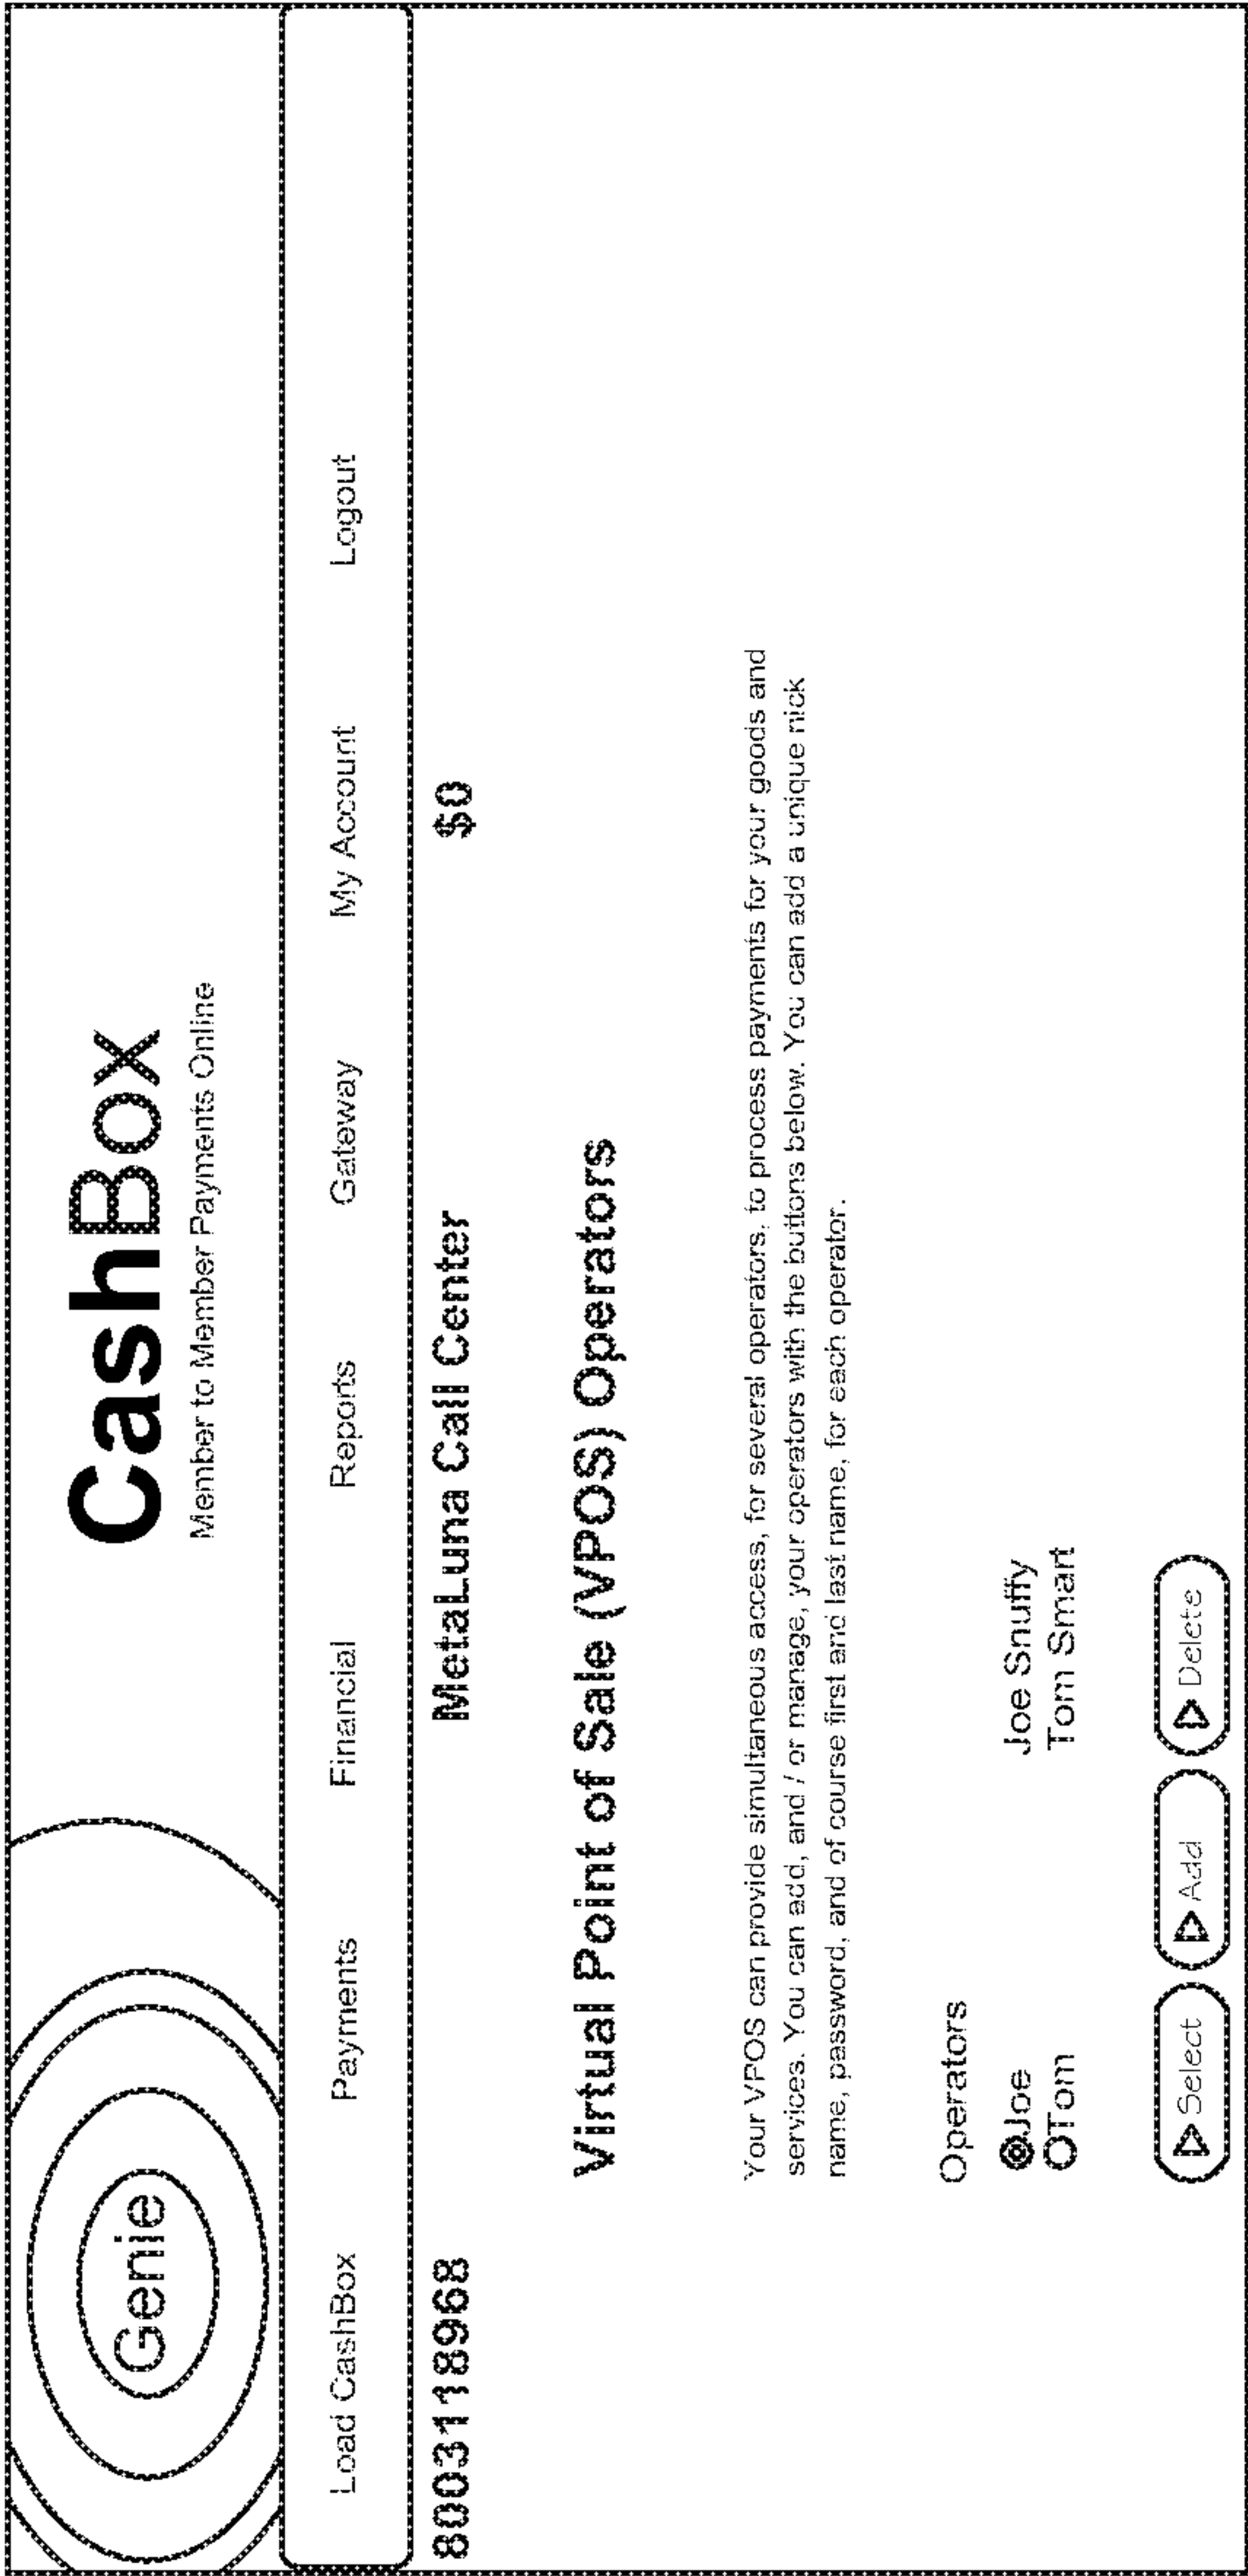 Genie
CashBox
Member to Member Payments Online
Load CashBox Payments Financial Reports Gateway My Account Logout
8003118968 MetaLuna Call Center $0
Virtual Point of Sale (VPOS) Operators
Your VPOS can provide simultaneous access, for several operators, to process payments for your goods and
services. You can add, and / or manage, your operators with the buttons below. You can add a unique nick
name, password, and of course first and last name, for each operator.
Operators
Joe Joe Snuffy
Tom Tom Smart
Select Add Delete